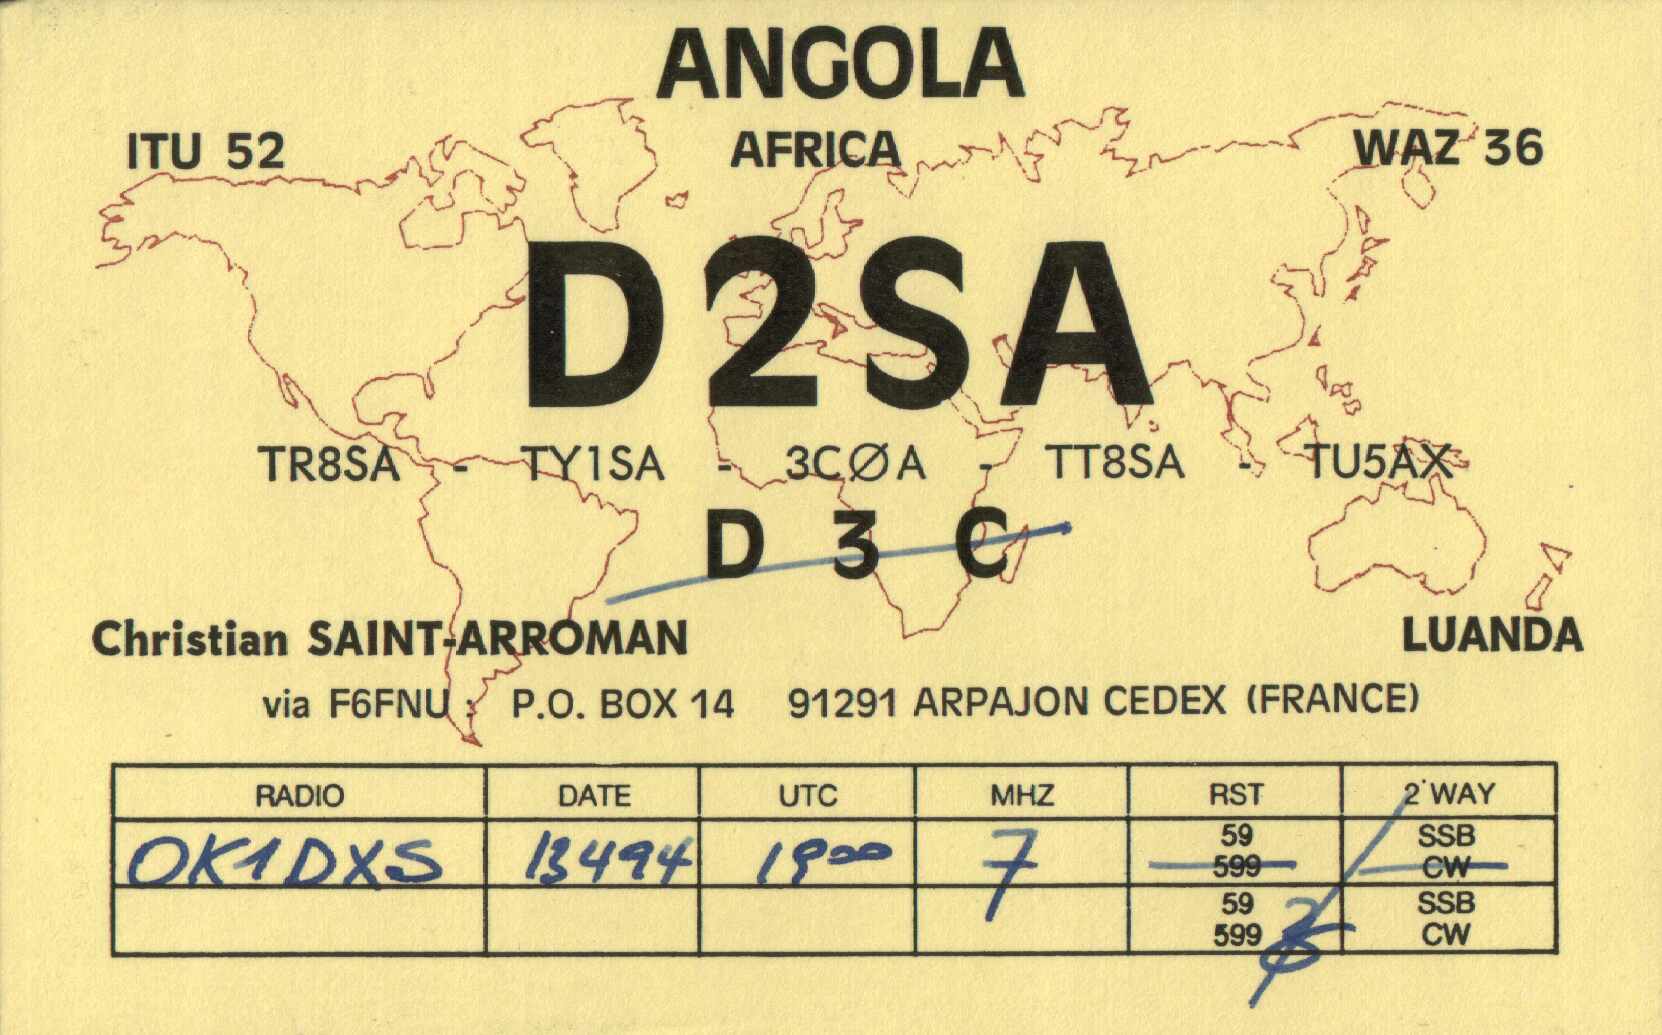 ANGOLA
ITU 52 AFRICA WAZ 36
D2SA
TR8SA - TY1SA - 3CØA - TT8SA - TU5AX
D 3 C
Christian SAINT-ARROMAN LUANDA
via F6FNU : P.O. BOX 14 91291 ARPAJON CEDEX (FRANCE)
RADIO DATE UTC MHZ RST 2 WAY
OK1DXS 13494 1900 7 59 SSB
599 CW
59 SSB
599 CW